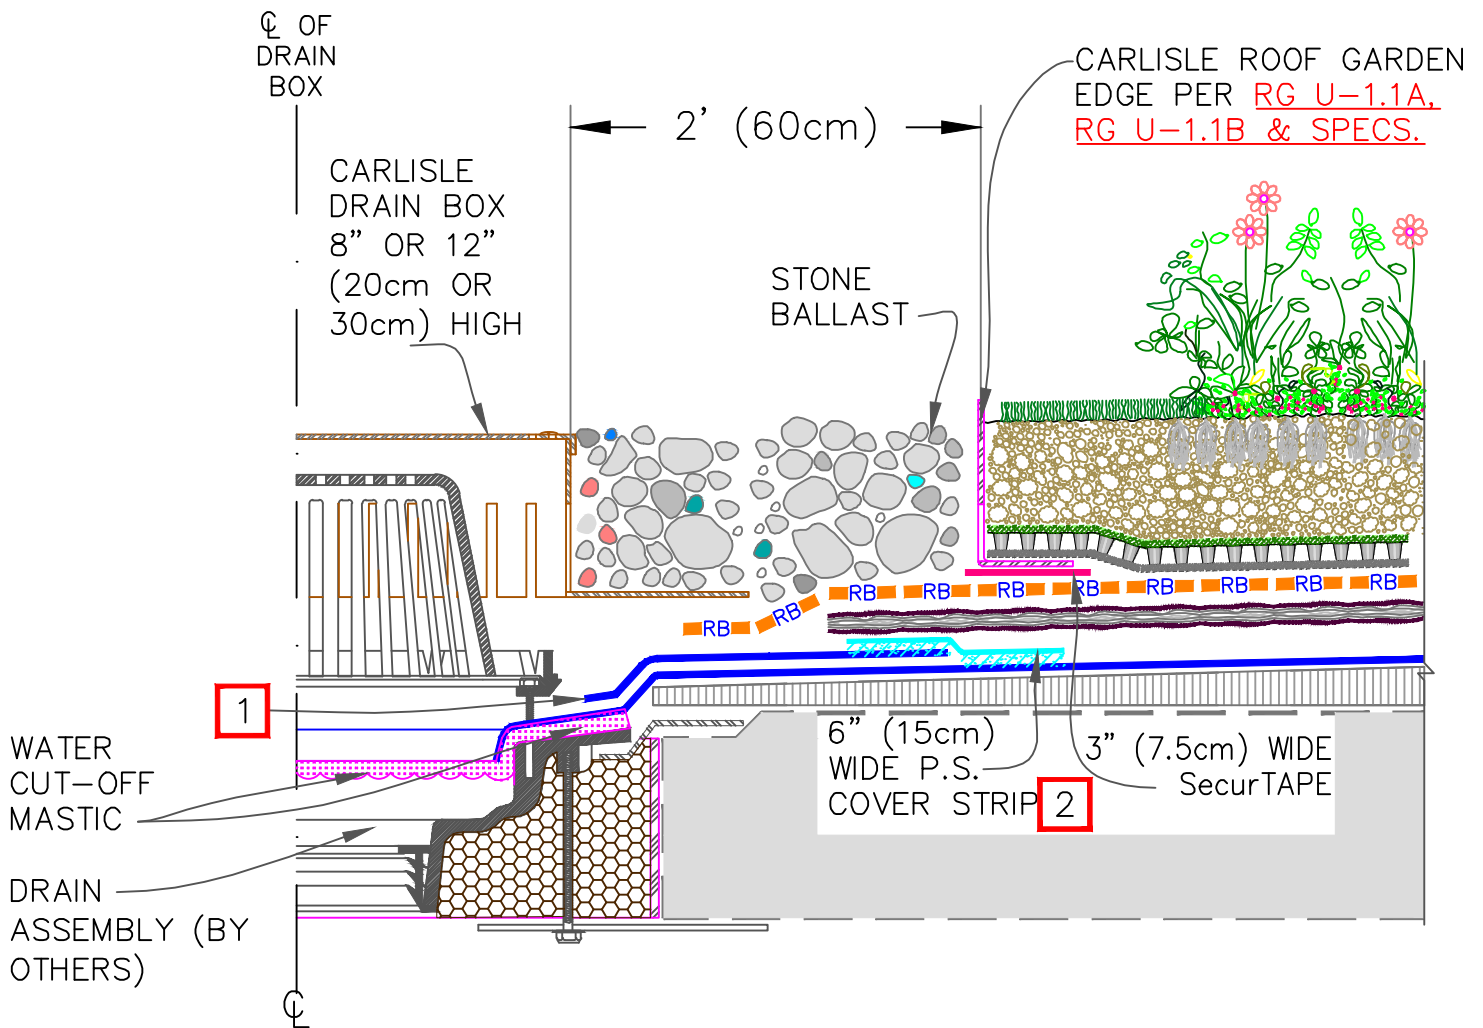 ℄ OF
DRAIN
BOX
CARLISLE ROOF GARDEN
EDGE PER RG U-1.1A,
RG U-1.1B & SPECS.
2' (60cm)
CARLISLE
DRAIN BOX
8" OR 12"
(20cm OR
30cm) HIGH
STONE
BALLAST
RB RB RB RB RB RB RB RB
RB
RB
1
WATER
CUT-OFF
MASTIC
6" (15cm)
WIDE P.S.
COVER STRIP 2
3" (7.5cm) WIDE
SecurTAPE
DRAIN
ASSEMBLY (BY
OTHERS)
℄